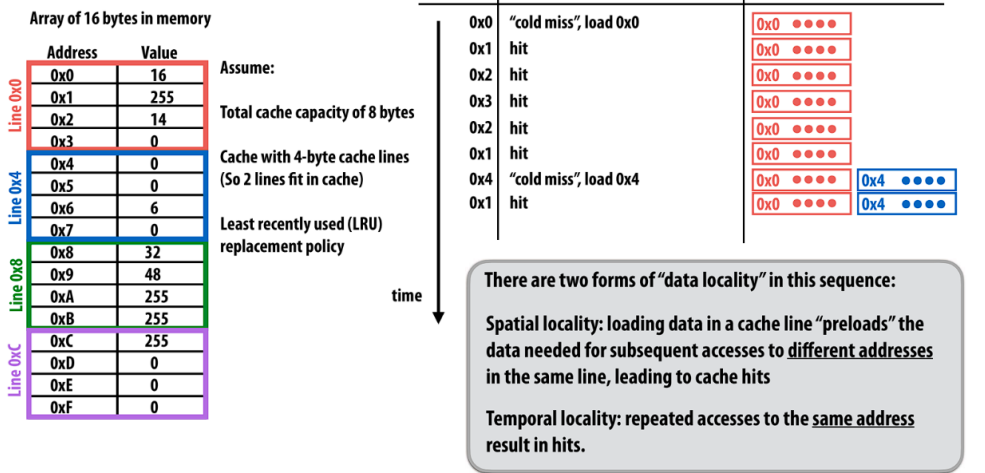 Array of 16 bytes in memory
Address Value
Line 0x0
0x0 16
0x1 255
0x2 14
0x3 0
Line 0x4
0x4 0
0x5 0
0x6 6
0x7 0
Line 0x8
0x8 32
0x9 48
0xA 255
0xB 255
Line 0xC
0xC 255
0xD 0
0xE 0
0xF 0
Assume:
Total cache capacity of 8 bytes
Cache with 4-byte cache lines
(So 2 lines fit in cache)
Least recently used (LRU)
replacement policy
time
0x0 “cold miss”, load 0x0 0x0
0x1 hit 0x0
0x2 hit 0x0
0x3 hit 0x0
0x2 hit 0x0
0x1 hit 0x0
0x4 “cold miss”, load 0x4 0x0 0x4
0x1 hit 0x0 0x4
There are two forms of “data locality” in this sequence:
Spatial locality: loading data in a cache line “preloads” the
data needed for subsequent accesses to different addresses
in the same line, leading to cache hits
Temporal locality: repeated accesses to the same address
result in hits.